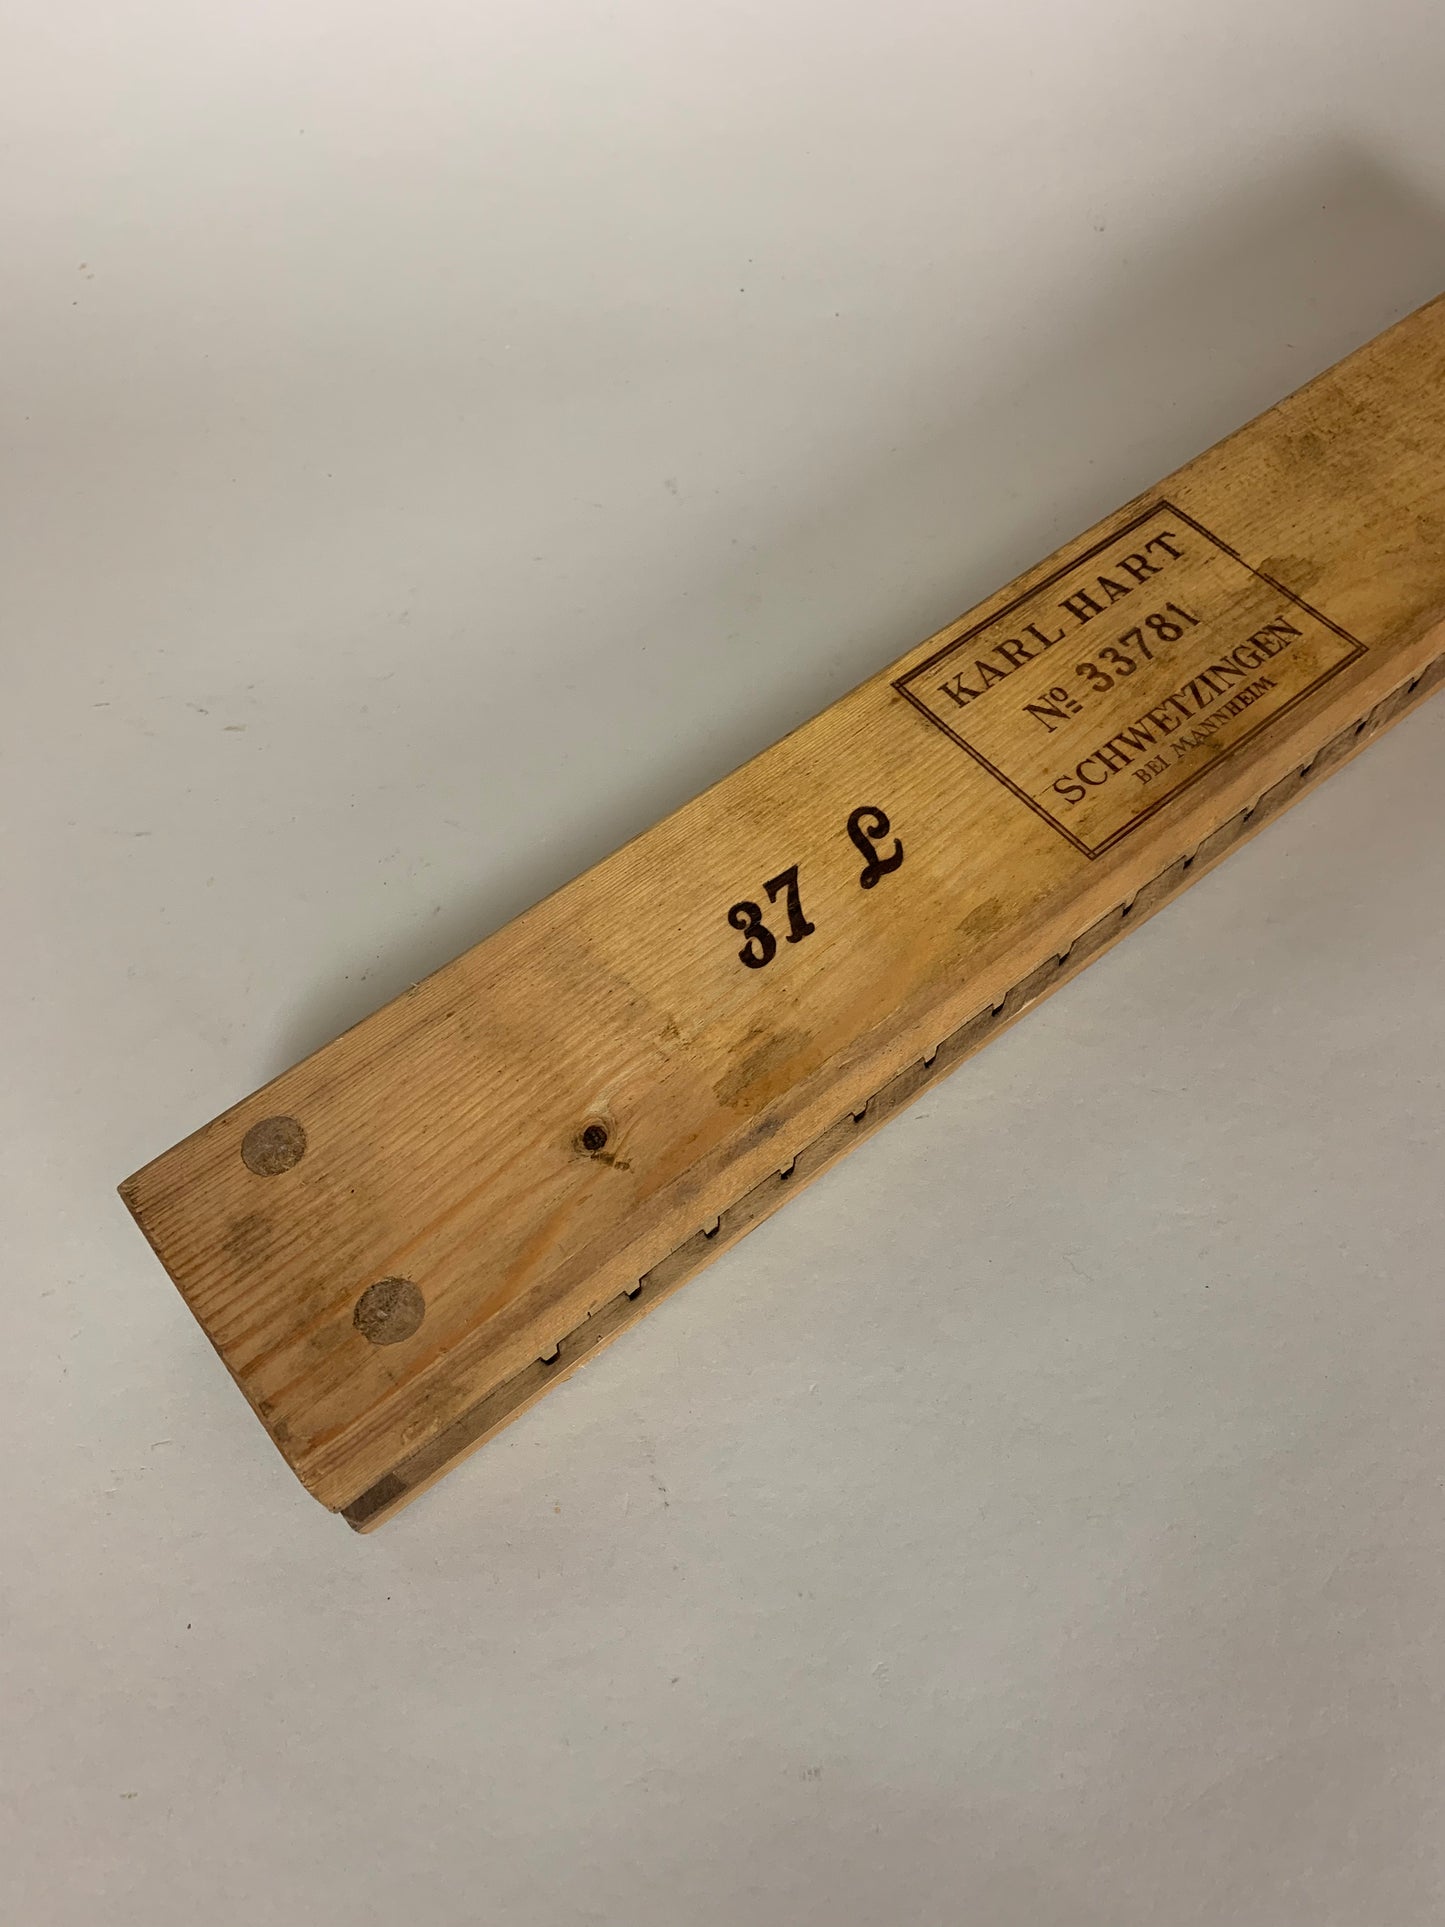 KARL HART
Nº 33781
SCHWETZINGEN
BEI MANNHEIM
37 L